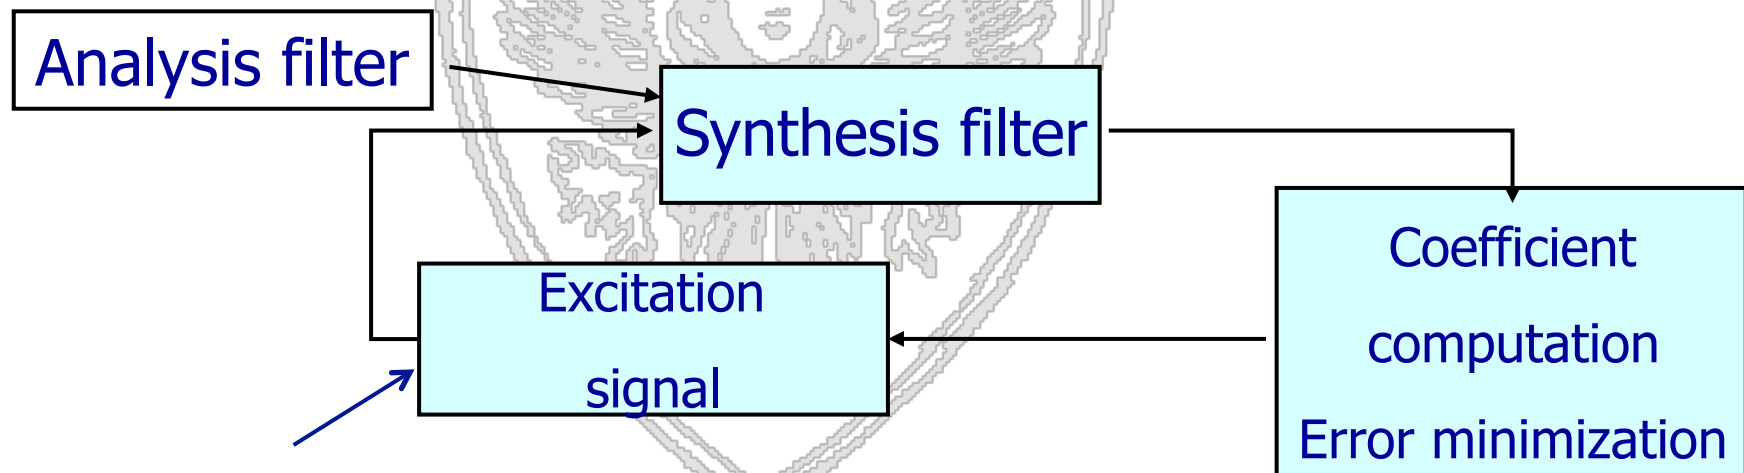 Analysis filter
Synthesis filter
Excitation
signal
Coefficient
computation
Error minimization